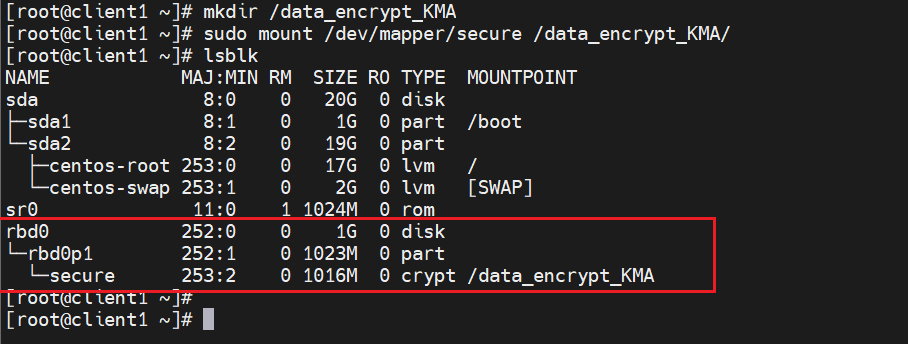 [root@client1 ~]# mkdir /data_encrypt_KMA
[root@client1 ~]# sudo mount /dev/mapper/secure /data_encrypt_KMA/
[root@client1 ~]# lsblk
NAME            MAJ:MIN RM  SIZE RO TYPE  MOUNTPOINT
sda               8:0    0   20G  0 disk
├─sda1            8:1    0    1G  0 part  /boot
└─sda2            8:2    0   19G  0 part
  ├─centos-root 253:0    0   17G  0 lvm   /
  └─centos-swap 253:1    0    2G  0 lvm   [SWAP]
sr0              11:0    1 1024M  0 rom
rbd0            252:0    0    1G  0 disk
└─rbd0p1        252:1    0 1023M  0 part
  └─secure      253:2    0 1016M  0 crypt /data_encrypt_KMA
[root@client1 ~]#
[root@client1 ~]#